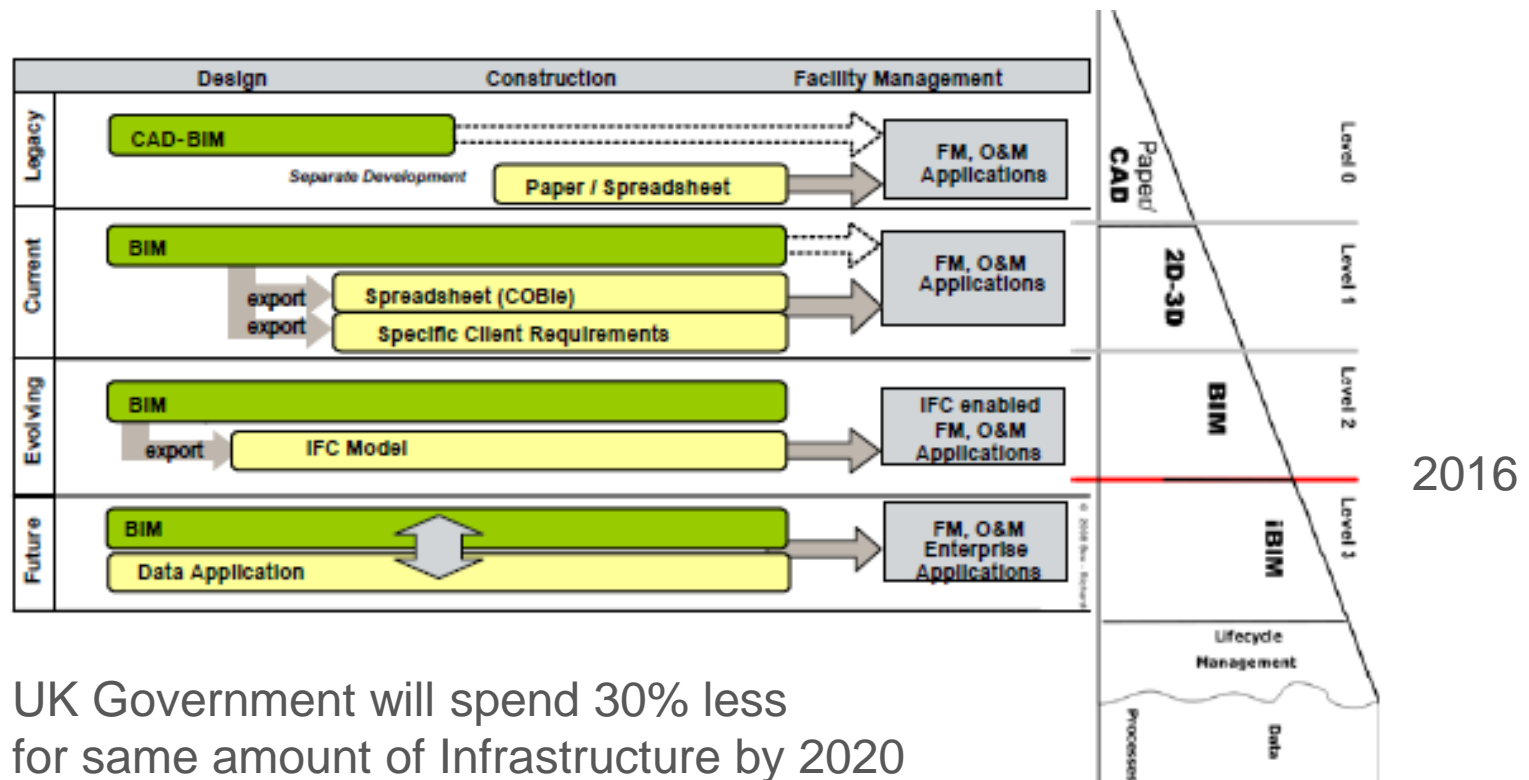 Design Construction Facility Management
Legacy
CAD-BIM
Separate Development
Paper / Spreadsheet
FM, O&M
Applications
Current
BIM
export
export
Spreadsheet (COBie)
Specific Client Requirements
FM, O&M
Applications
Evolving
BIM
export
IFC Model
IFC enabled
FM, O&M
Applications
Future
BIM
Data Application
FM, O&M
Enterprise
Applications
© 2008 Bew - Richard
Paper/
CAD
Level 0
2D-3D
Level 1
BIM
Level 2
2016
iBIM
Level 3
Lifecycle
Management
Processes
Data
UK Government will spend 30% less
for same amount of Infrastructure by 2020